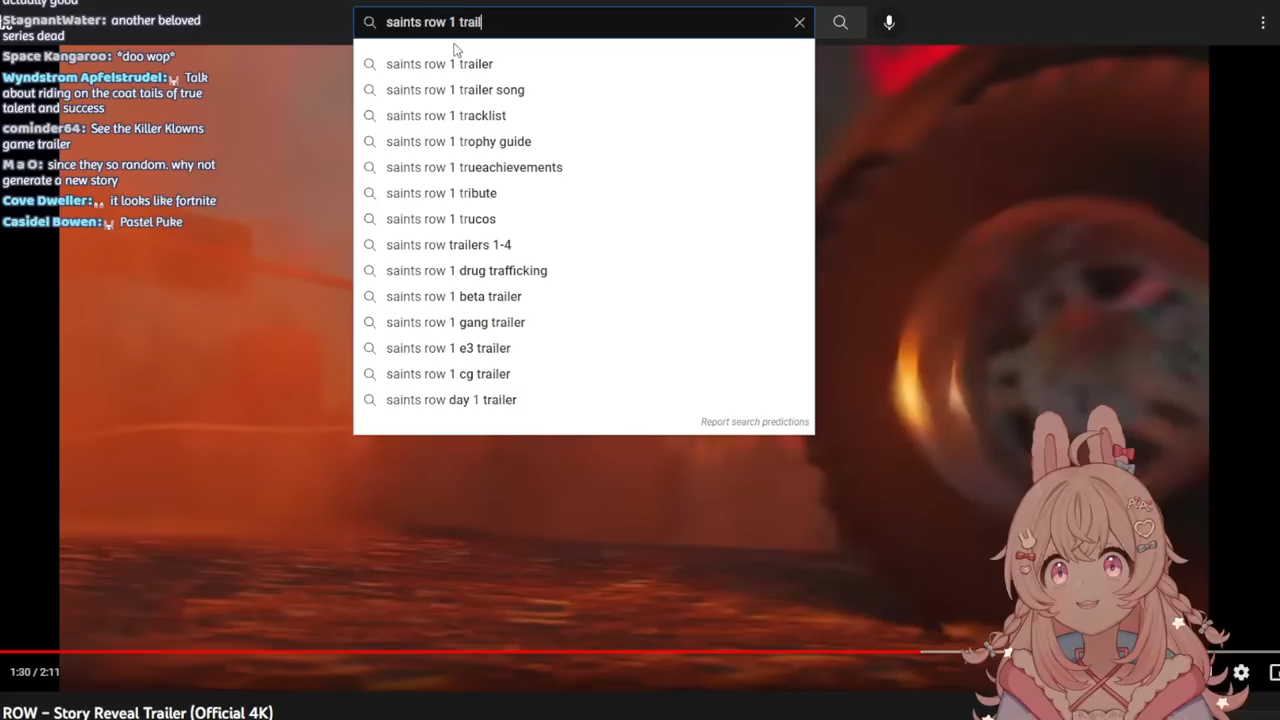 actually good
StagnantWater: another beloved
series dead
Space Kangaroo: *doo wop*
Wyndstrom Apfelstrudel: Talk
about riding on the coat tails of true
talent and success
cominder64: See the Killer Klowns
game trailer
M a O: since they so random. why not
generate a new story
Cove Dweller: it looks like fortnite
Casidel Bowen: Pastel Puke
saints row 1 trail
saints row 1 trailer
saints row 1 trailer song
saints row 1 tracklist
saints row 1 trophy guide
saints row 1 trueachievements
saints row 1 tribute
saints row 1 trucos
saints row trailers 1-4
saints row 1 drug trafficking
saints row 1 beta trailer
saints row 1 gang trailer
saints row 1 e3 trailer
saints row 1 cg trailer
saints row day 1 trailer
Report search predictions
1:30 / 2:11
ROW – Story Reveal Trailer (Official 4K)